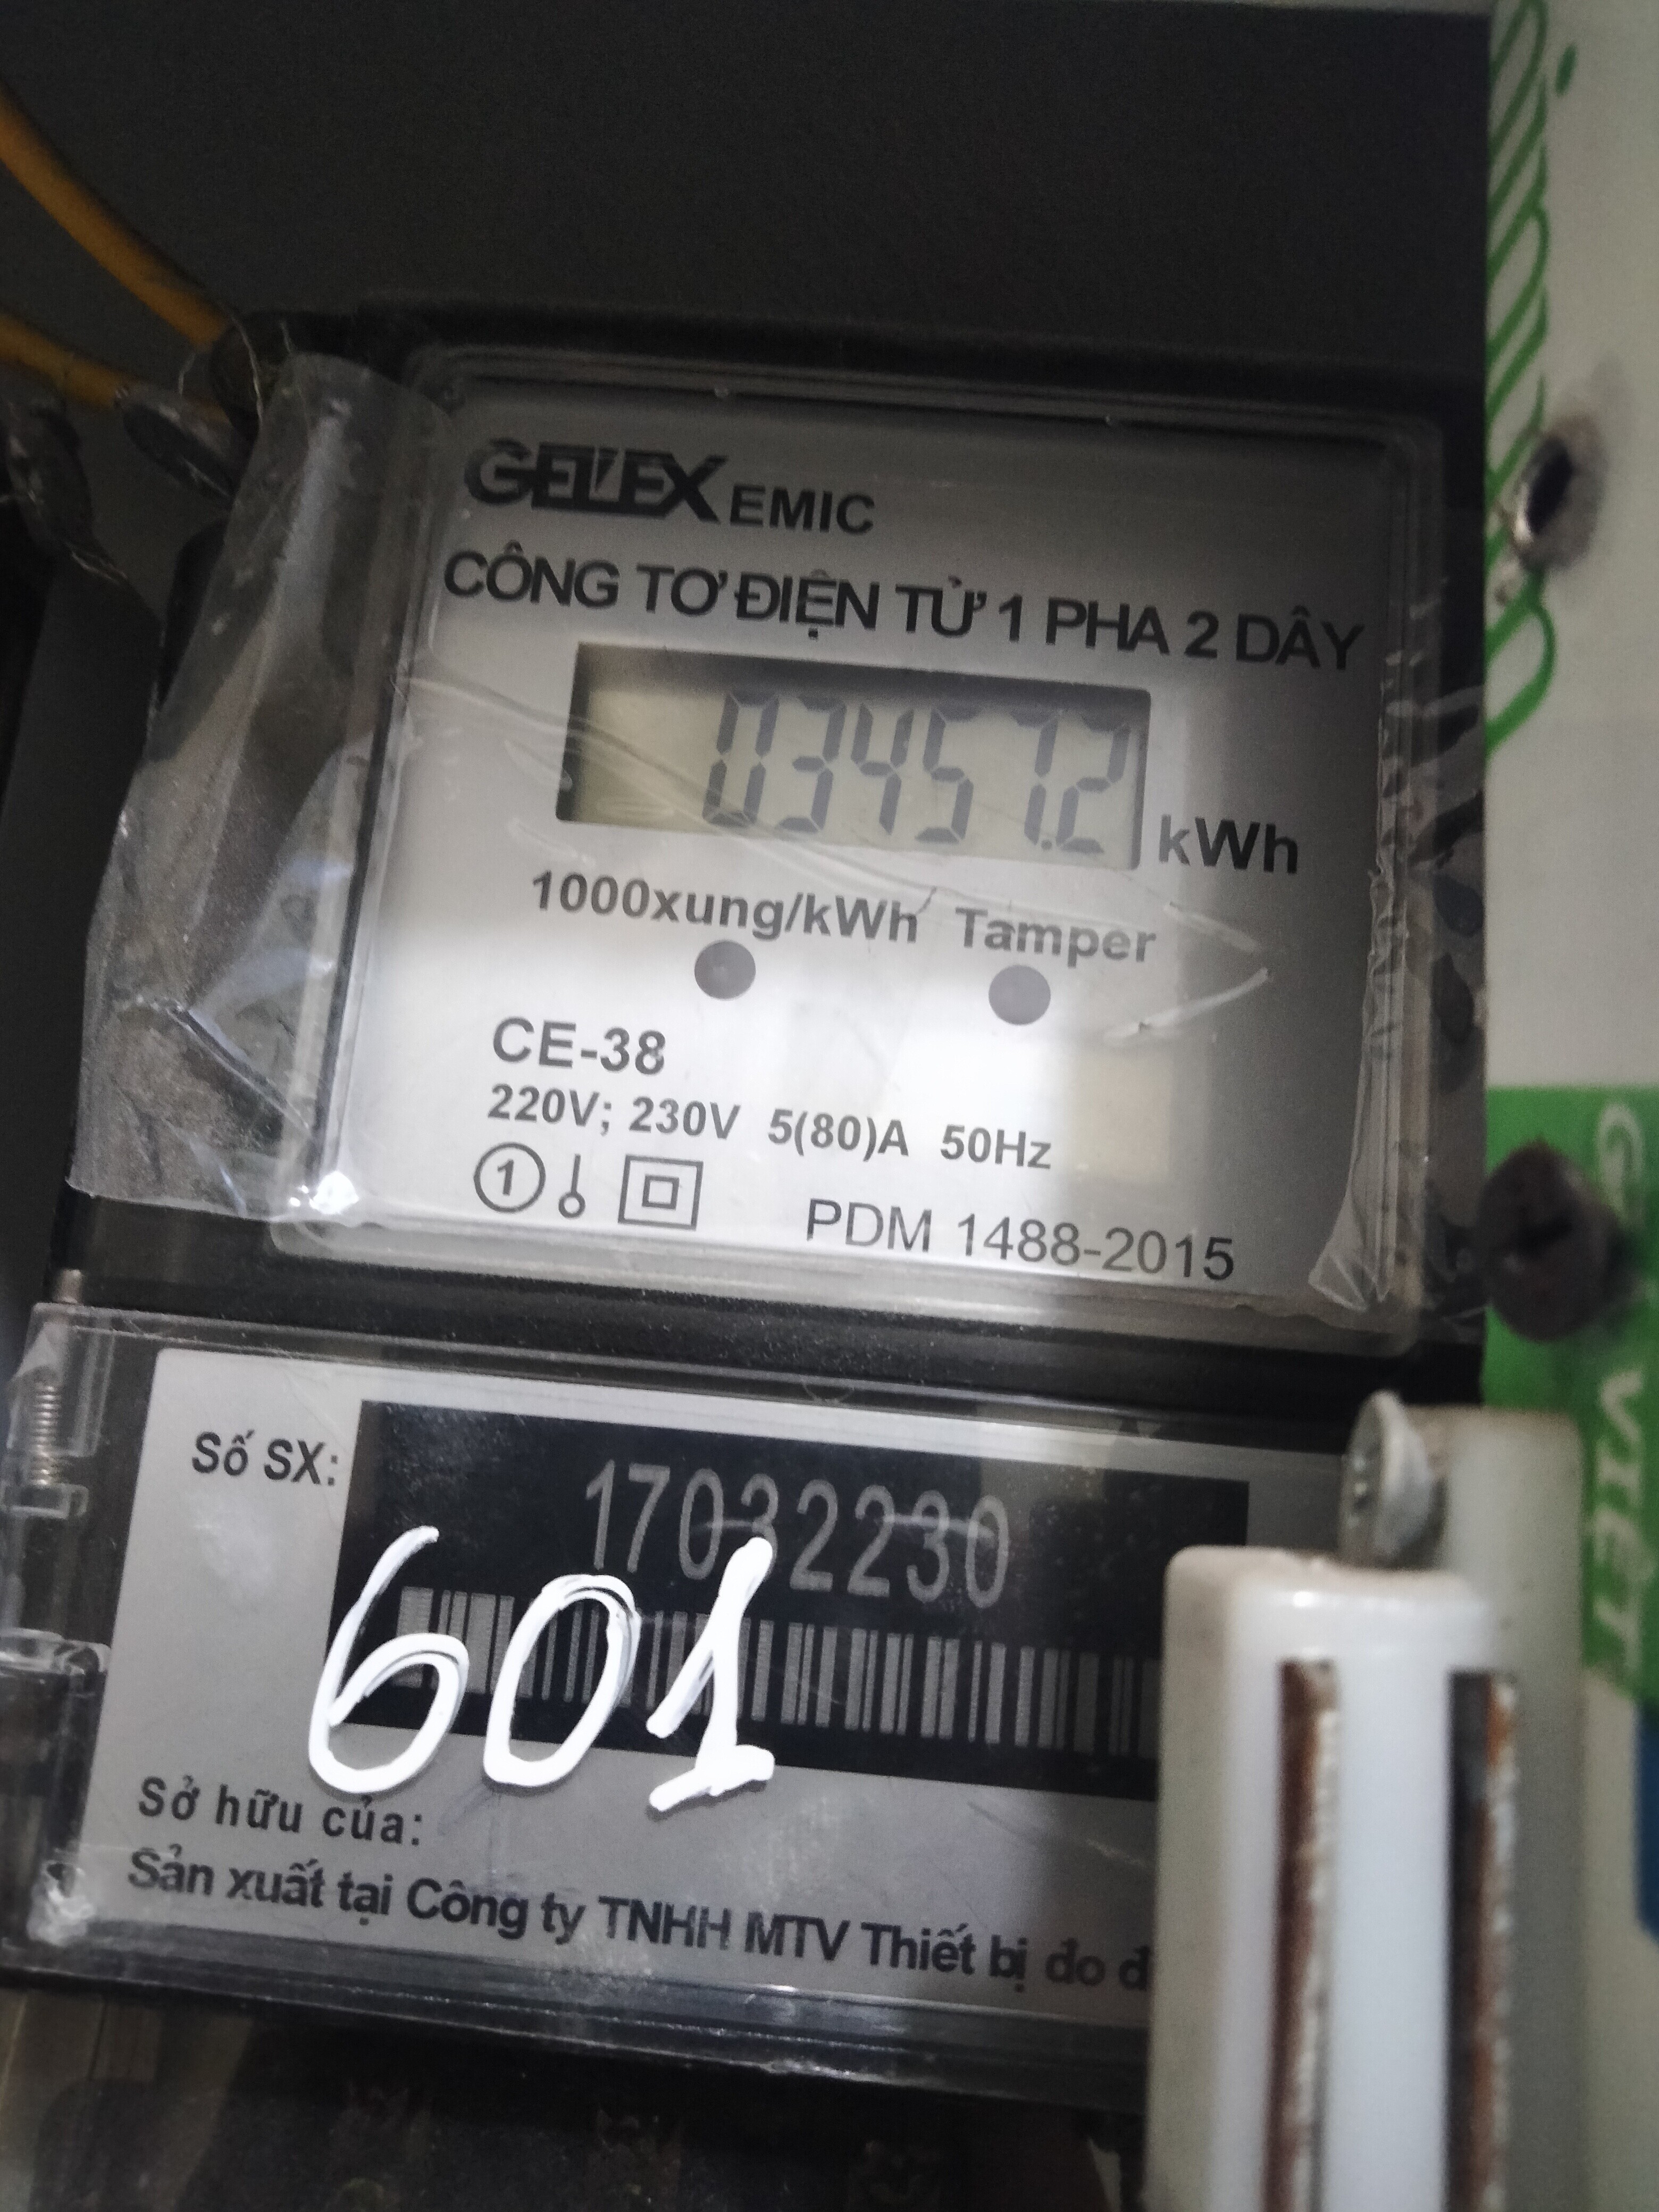 GELEX EMIC
CÔNG TƠ ĐIỆN TỬ 1 PHA 2 DÂY
03457.2 kWh
1000xung/kWh Tamper
CE-38
220V; 230V 5(80)A 50Hz
1
PDM 1488-2015
Số SX: 17032230
601
Sở hữu của:
Sản xuất tại Công ty TNHH MTV Thiết bị đo đ
VIỆT